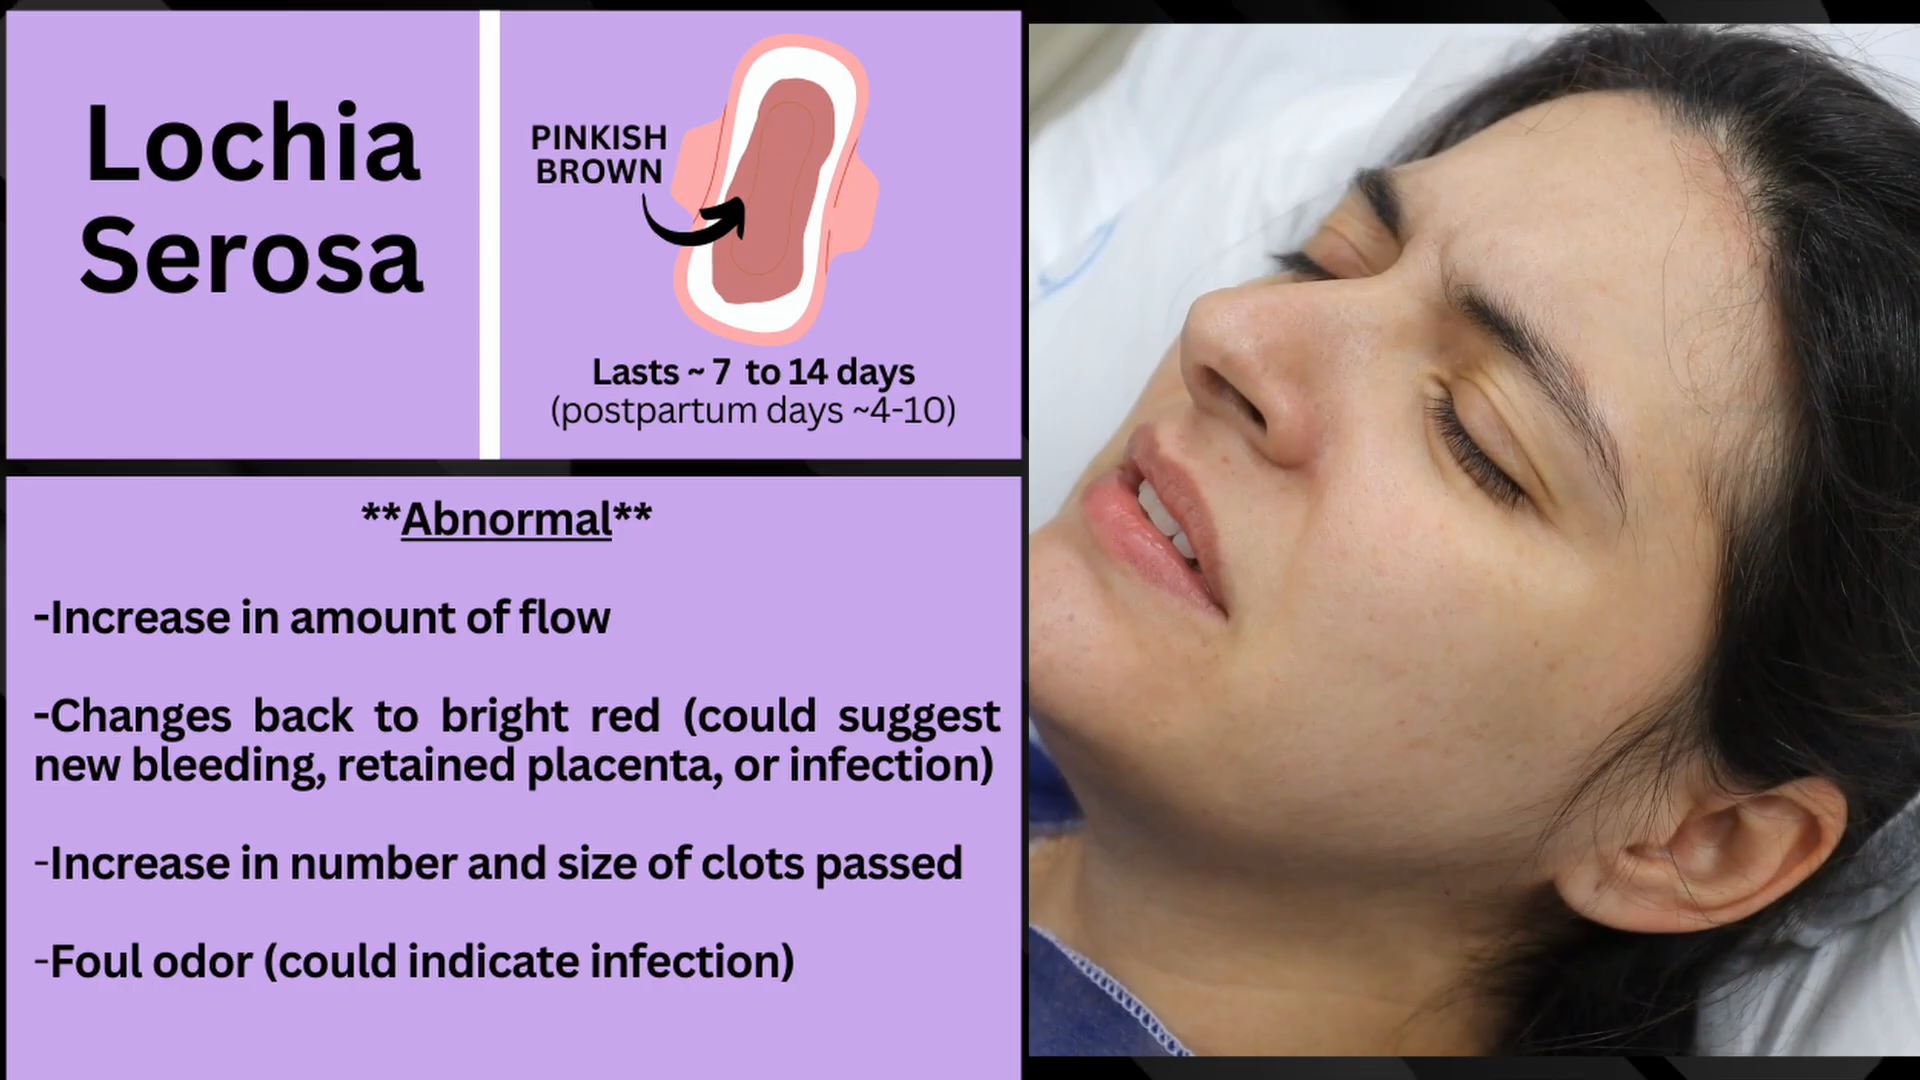 Lochia
Serosa
PINKISH
BROWN
Lasts ~ 7 to 14 days
(postpartum days ~4-10)
**Abnormal**
-Increase in amount of flow
-Changes back to bright red (could suggest
new bleeding, retained placenta, or infection)
-Increase in number and size of clots passed
-Foul odor (could indicate infection)